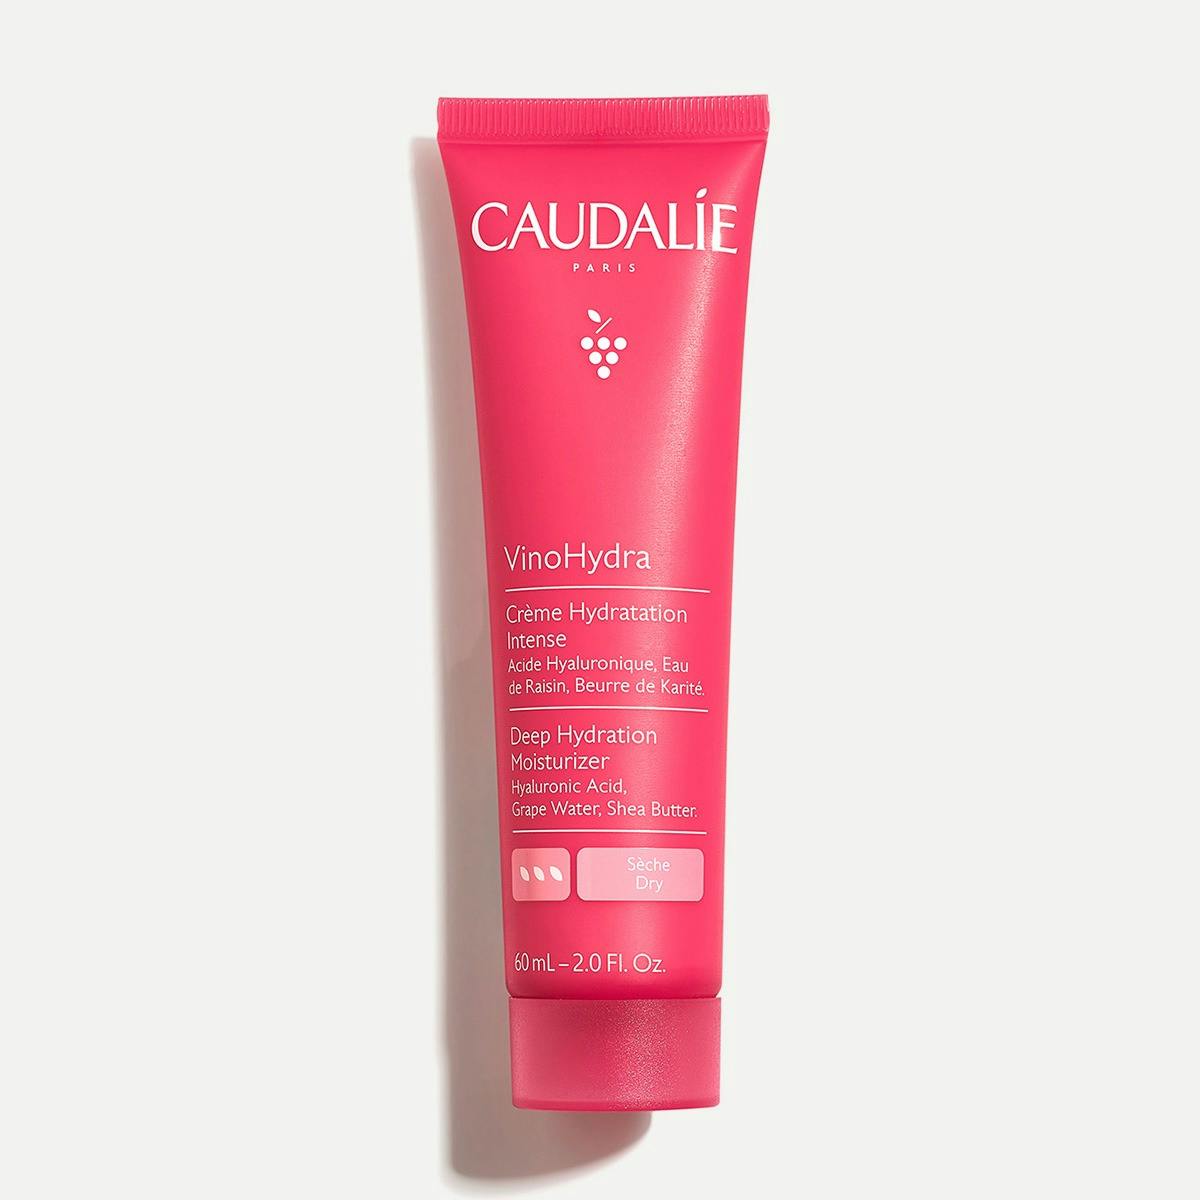 CAUDALÍE
PARIS
VinoHydra
Crème Hydratation
Intense
Acide Hyaluronique, Eau
de Raisin, Beurre de Karité.
Deep Hydration
Moisturizer
Hyaluronic Acid,
Grape Water, Shea Butter.
Sèche
Dry
60 mL – 2.0 Fl. Oz.